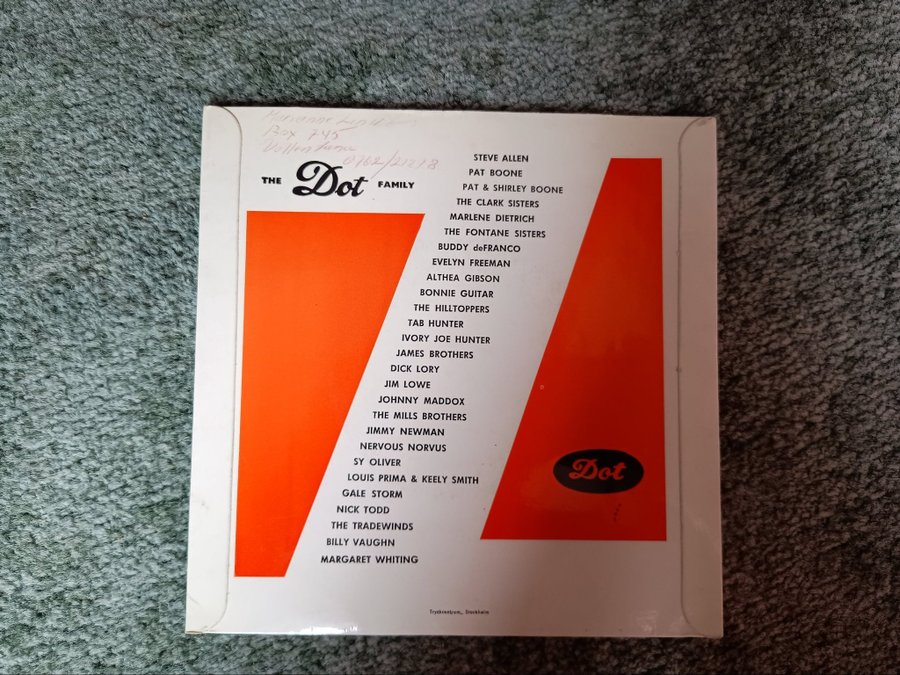 Box 745
THE Dot FAMILY
STEVE ALLEN
PAT BOONE
PAT & SHIRLEY BOONE
THE CLARK SISTERS
MARLENE DIETRICH
THE FONTANE SISTERS
BUDDY deFRANCO
EVELYN FREEMAN
ALTHEA GIBSON
BONNIE GUITAR
THE HILLTOPPERS
TAB HUNTER
IVORY JOE HUNTER
JAMES BROTHERS
DICK LORY
JIM LOWE
JOHNNY MADDOX
THE MILLS BROTHERS
JIMMY NEWMAN
NERVOUS NORVUS
SY OLIVER
LOUIS PRIMA & KEELY SMITH
GALE STORM
NICK TODD
THE TRADEWINDS
BILLY VAUGHN
MARGARET WHITING
Dot
Tryckcentrum, Stockholm